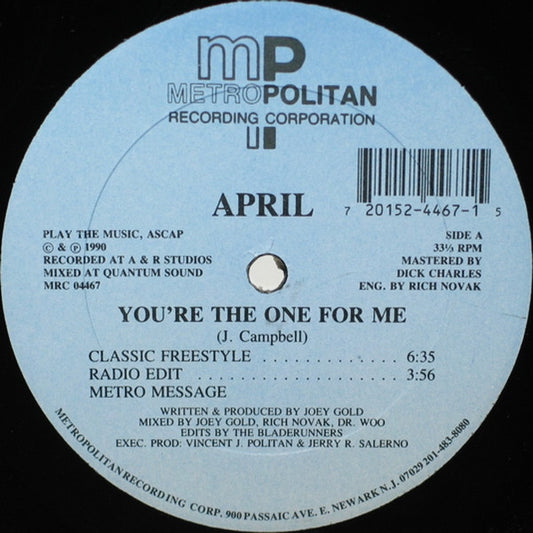 mp
METROPOLITAN
RECORDING CORPORATION
APRIL
7 20152-4467-1 5
PLAY THE MUSIC, ASCAP
© & ℗ 1990
RECORDED AT A & R STUDIOS
MIXED AT QUANTUM SOUND
MRC 04467
SIDE A
33⅓ RPM
MASTERED BY
DICK CHARLES
ENG. BY RICH NOVAK
YOU'RE THE ONE FOR ME
(J. Campbell)
CLASSIC FREESTYLE . . . . . . . . . . . . 6:35
RADIO EDIT . . . . . . . . . . . . . . . . . . 3:56
METRO MESSAGE
WRITTEN & PRODUCED BY JOEY GOLD
MIXED BY JOEY GOLD, RICH NOVAK, DR. WOO
EDITS BY THE BLADERUNNERS
EXEC. PROD: VINCENT J. POLITAN & JERRY R. SALERNO
METROPOLITAN RECORDING CORP. 900 PASSAIC AVE. E. NEWARK N.J. 07029 201-483-8080